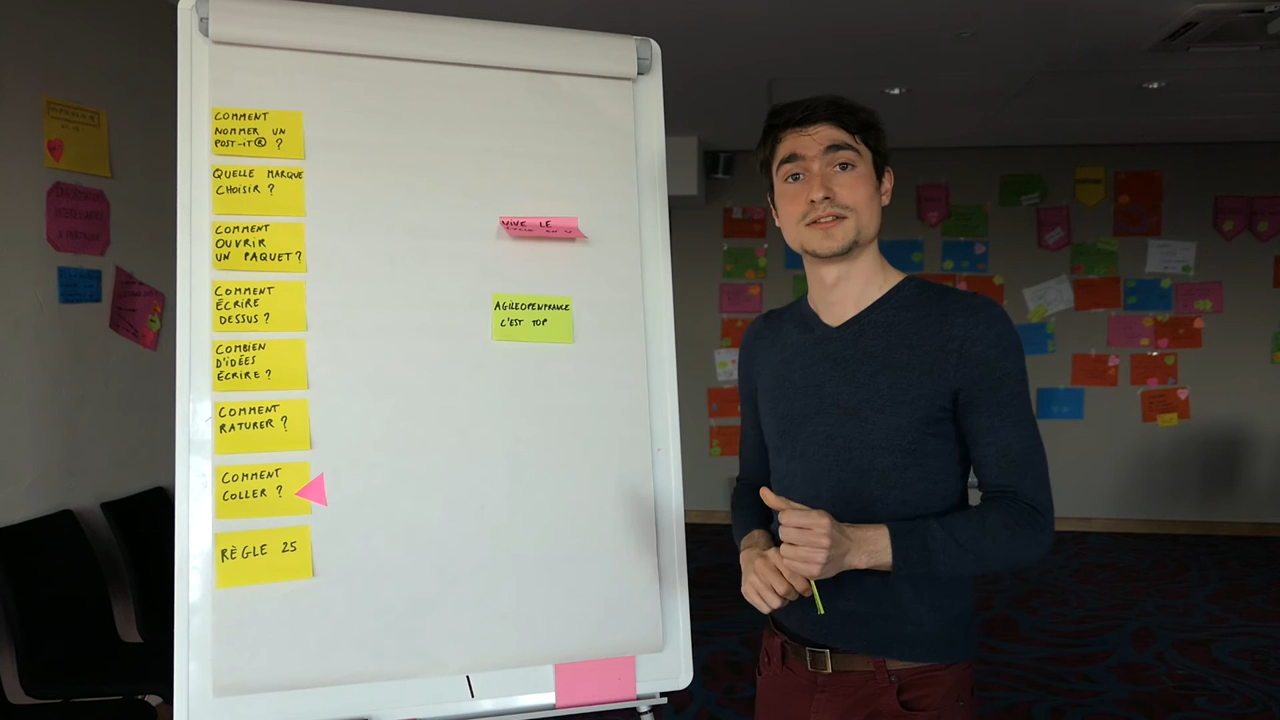 COMMENT
NOMMER UN
POST-IT® ?
QUELLE MARQUE
CHOISIR ?
COMMENT
OUVRIR
UN PAQUET ?
COMMENT
ÉCRIRE
DESSUS ?
COMBIEN
D'IDÉES
ÉCRIRE ?
COMMENT
RATURER ?
COMMENT
COLLER ?
RÈGLE 25
VIVE LE
AGILEOPENFRANCE
C'EST TOP